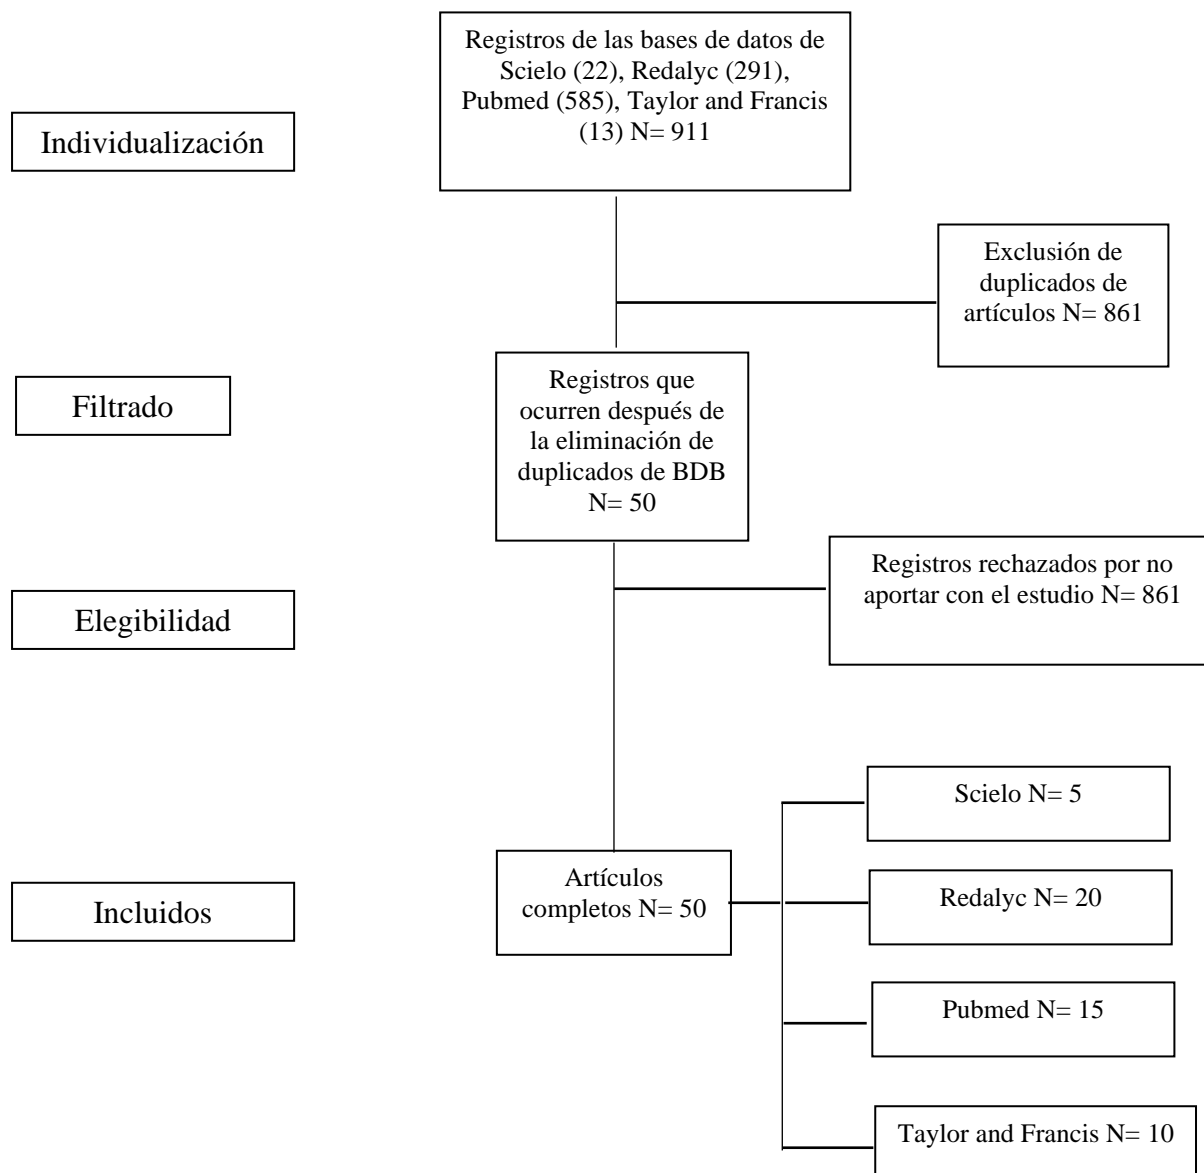 Registros de las bases de datos de
Scielo (22), Redalyc (291),
Pubmed (585), Taylor and Francis
(13) N= 911
Individualización
Exclusión de
duplicados de
artículos N= 861
Registros que
ocurren después de
la eliminación de
duplicados de BDB
N= 50
Filtrado
Registros rechazados por no
aportar con el estudio N= 861
Elegibilidad
Scielo N= 5
Artículos
completos N= 50
Incluidos
Redalyc N= 20
Pubmed N= 15
Taylor and Francis N= 10